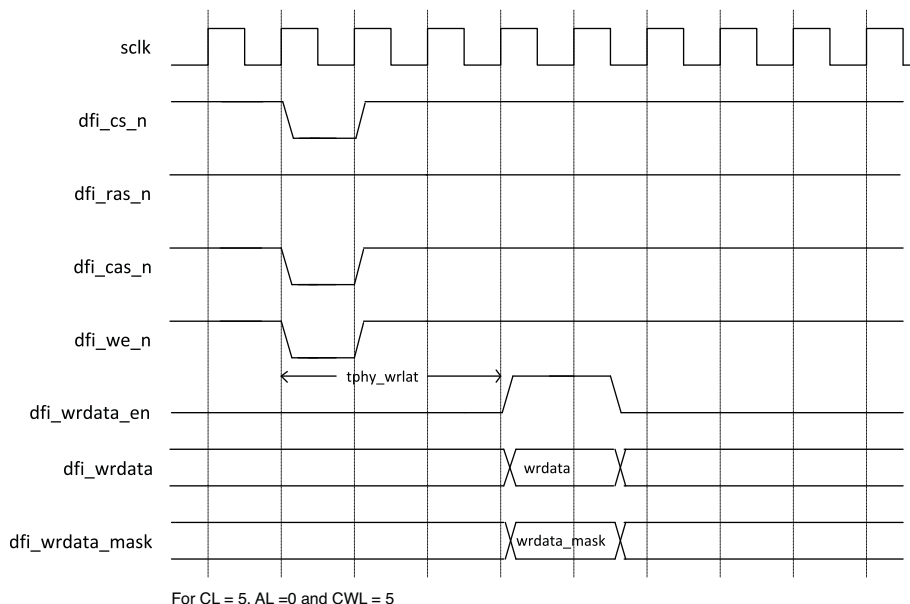 sclk
dfi_cs_n
dfi_ras_n
dfi_cas_n
dfi_we_n
tphy_wrlat
dfi_wrdata_en
dfi_wrdata
wrdata
dfi_wrdata_mask
wrdata_mask
For CL = 5, AL =0 and CWL = 5